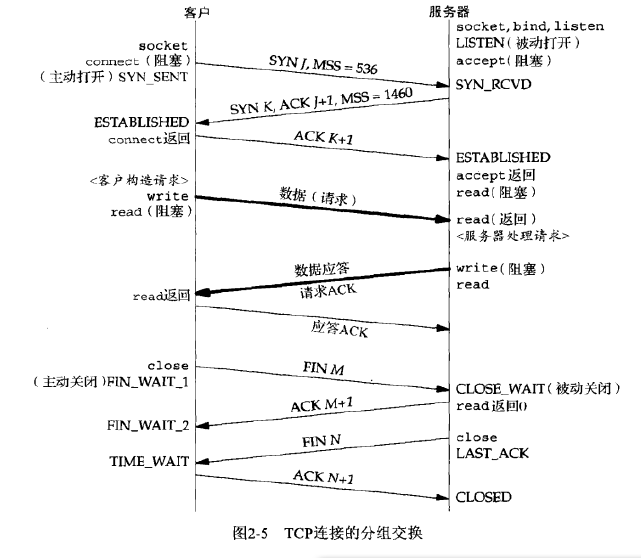 客户
服务器
socket, bind, listen
socket
LISTEN(被动打开)
connect(阻塞)
accept(阻塞)
(主动打开)SYN_SENT
SYN J, MSS = 536
SYN_RCVD
SYN K, ACK J+1, MSS = 1460
ESTABLISHED
connect返回
ACK K+1
ESTABLISHED
accept返回
<客户构造请求>
read(阻塞)
write
数据(请求)
read(阻塞)
read(返回)
<服务器处理请求>
数据应答
write(阻塞)
read返回
请求ACK
read
应答ACK
close
FIN M
(主动关闭)FIN_WAIT_1
CLOSE_WAIT(被动关闭)
ACK M+1
read返回0
FIN_WAIT_2
close
FIN N
LAST_ACK
TIME_WAIT
ACK N+1
CLOSED
图2-5 TCP连接的分组交换